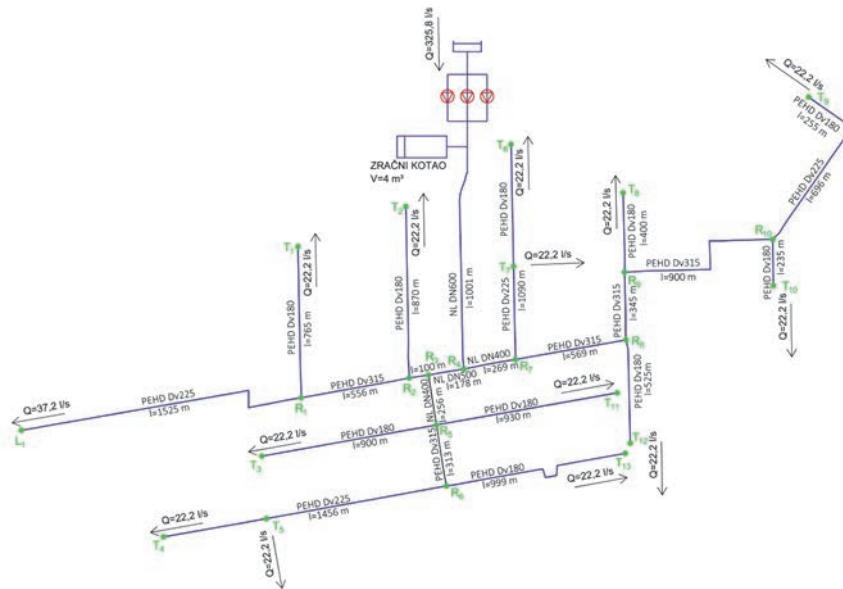 Q=325,8 l/s
ZRAČNI KOTAO
V=4 m³
Q=22,2 l/s
T₉
PEHD Dv180
l=255 m
PEHD Dv225
l=696 m
R₁₀
PEHD Dv180
l=235 m
T₁₀
Q=22,2 l/s
T₆
Q=22,2 l/s
PEHD Dv180
T₇
Q=22,2 l/s
PEHD Dv225
l=1090 m
T₈
Q=22,2 l/s
PEHD Dv180
l=400 m
R₉
PEHD Dv315
l=900 m
PEHD Dv315
l=345 m
R₈
T₂
Q=22,2 l/s
PEHD Dv180
l=870 m
NL DN600
l=1001 m
T₁
Q=22,2 l/s
PEHD Dv180
l=765 m
Q=37,2 l/s
L₁
PEHD Dv225
l=1525 m
R₁
PEHD Dv315
l=556 m
R₂
l=100 m
R₃
NL DN500
l=178 m
R₄
NL DN400
l=269 m
R₇
PEHD Dv315
l=569 m
PEHD Dv180
l=525m
T₁₂
Q=22,2 l/s
NL DN400
l=256 m
R₅
Q=22,2 l/s
T₃
PEHD Dv180
l=900 m
PEHD Dv180
l=930 m
Q=22,2 l/s
T₁₁
PEHD Dv315
l=313 m
R₆
Q=22,2 l/s
T₄
T₅
Q=22,2 l/s
PEHD Dv225
l=1456 m
PEHD Dv180
l=999 m
Q=22,2 l/s
T₁₃